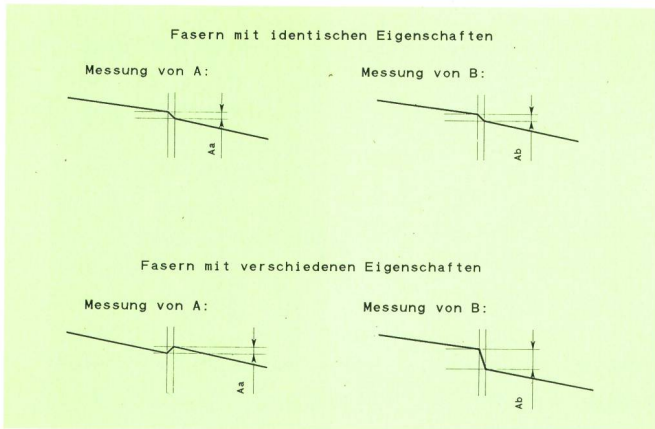 Fasern mit identischen Eigenschaften
Messung von A:
Messung von B:
Aa
Ab
Fasern mit verschiedenen Eigenschaften
Messung von A:
Messung von B:
Aa
Ab